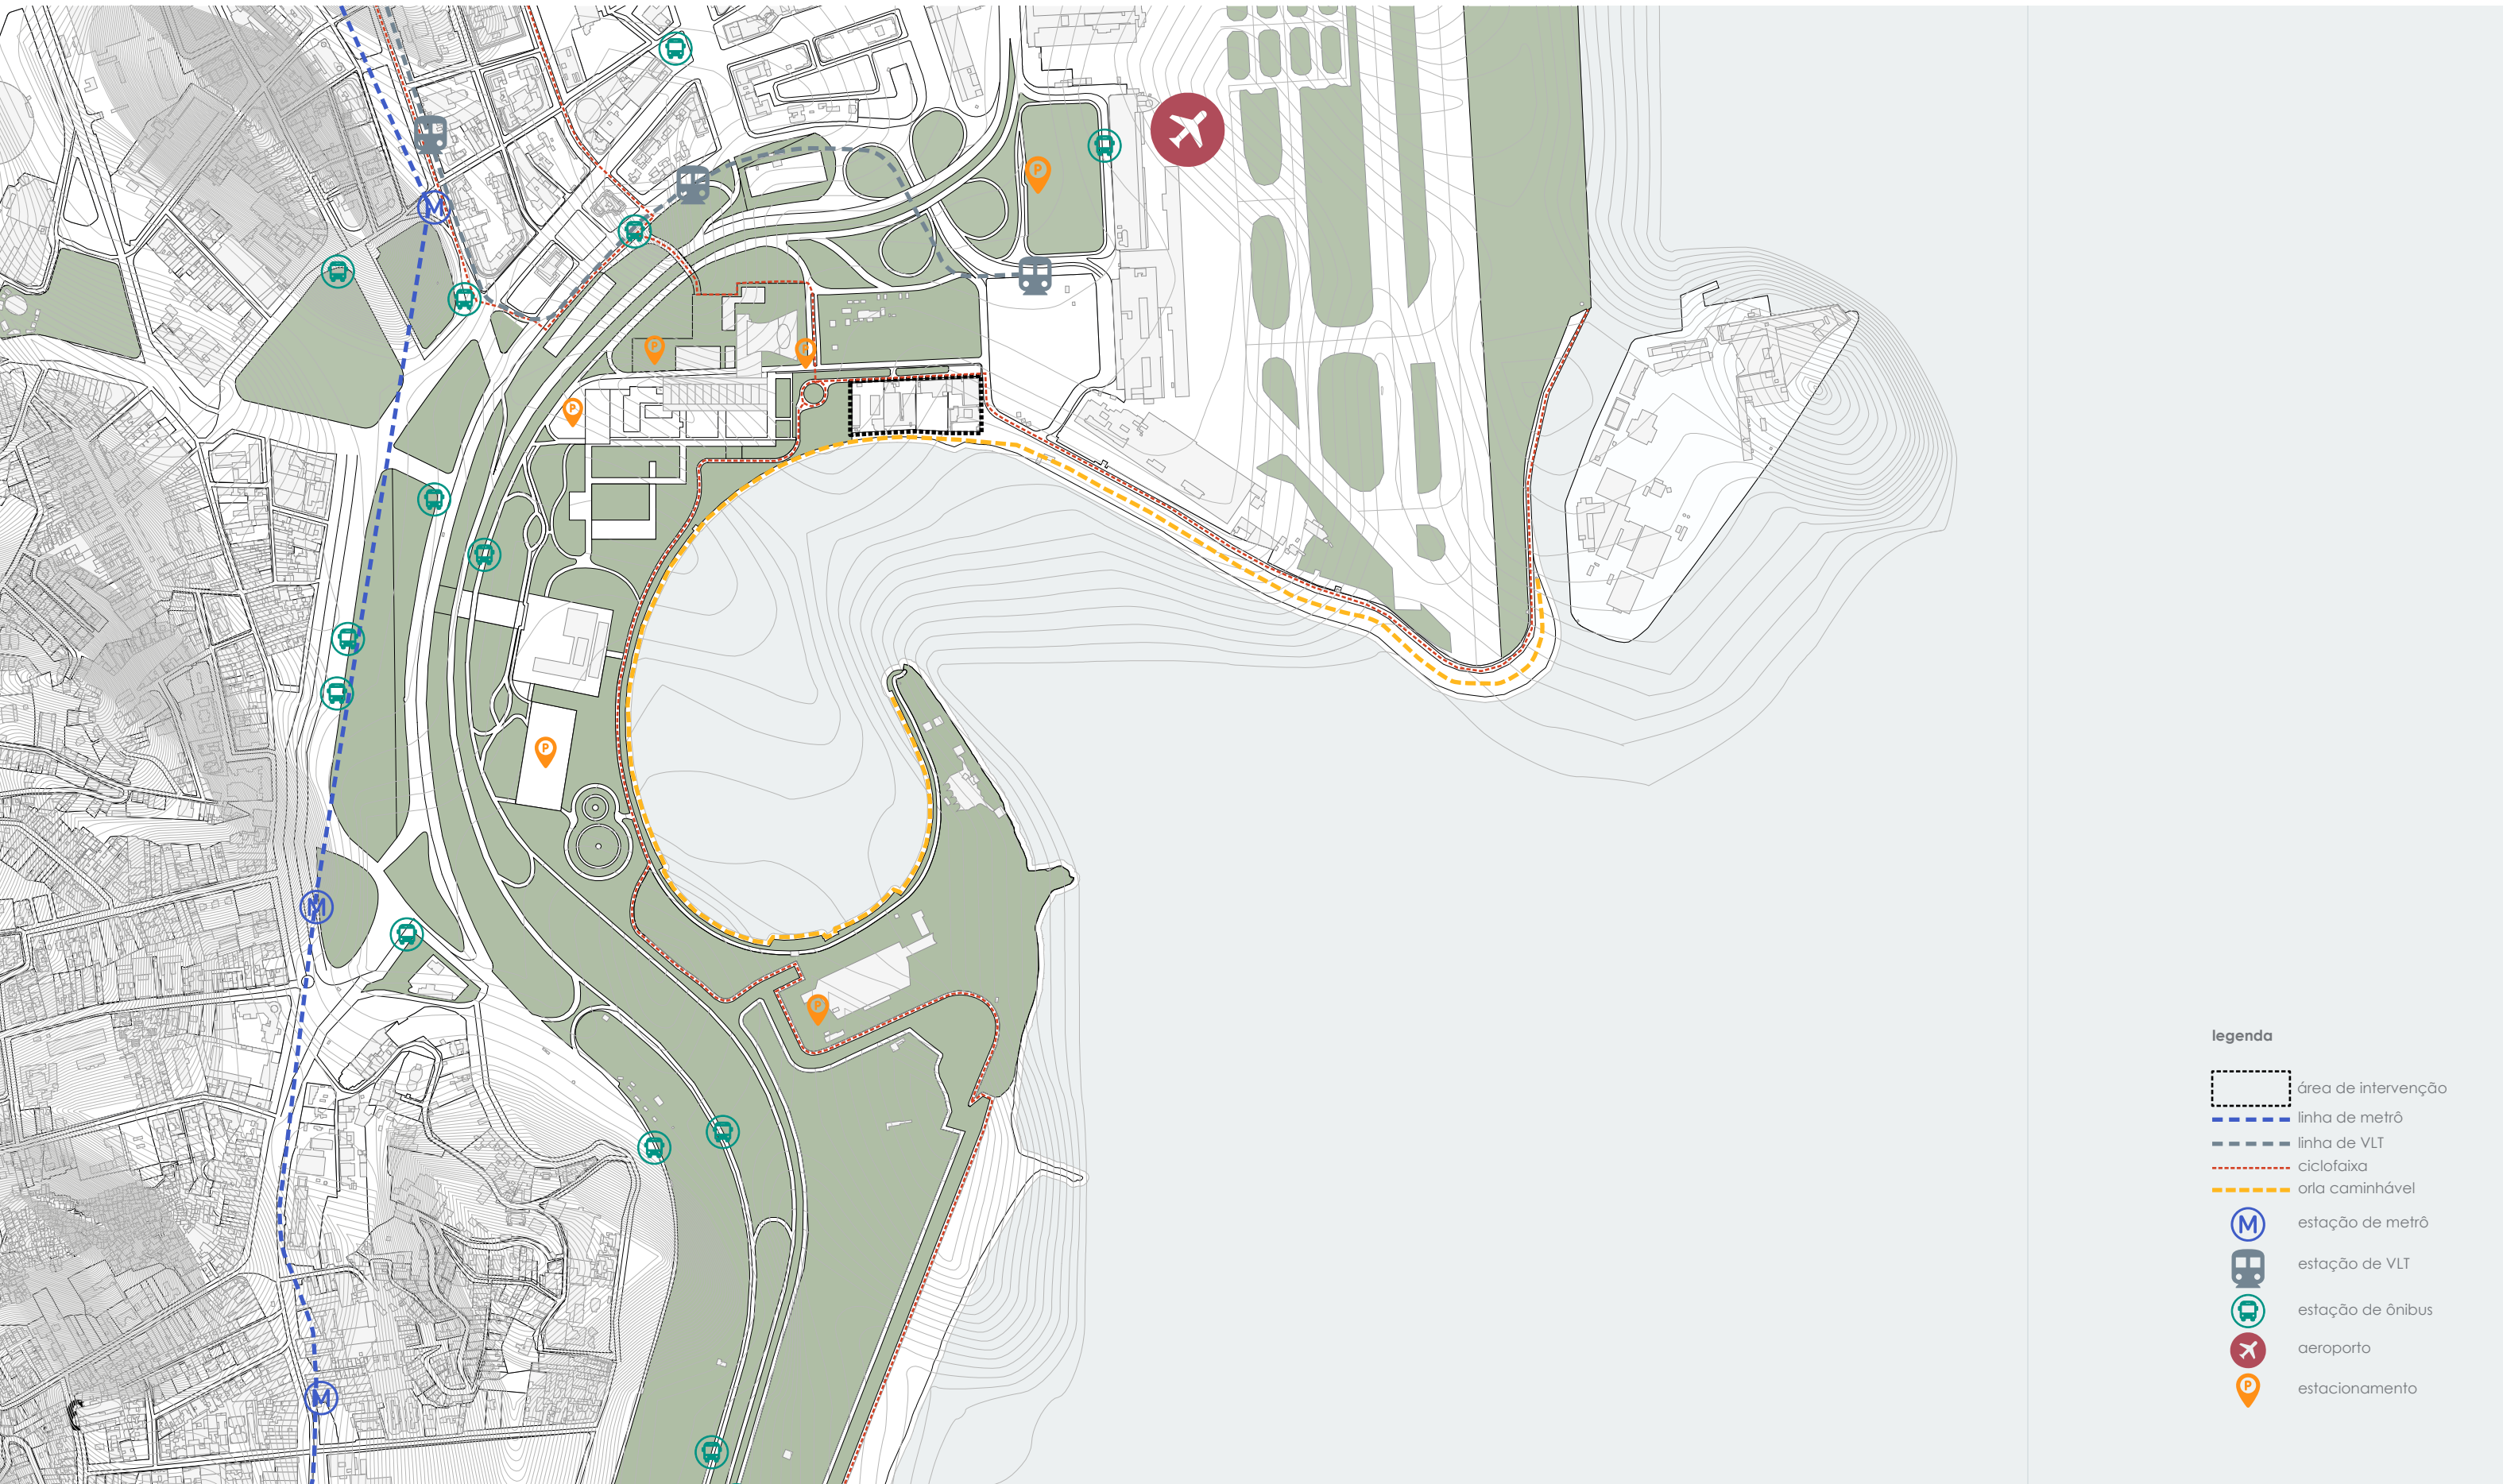 M
P
P
P
P
M
P
P
M
legenda
área de intervenção
linha de metrô
linha de VLT
ciclofaixa
orla caminhável
M estação de metrô
estação de VLT
estação de ônibus
aeroporto
P estacionamento